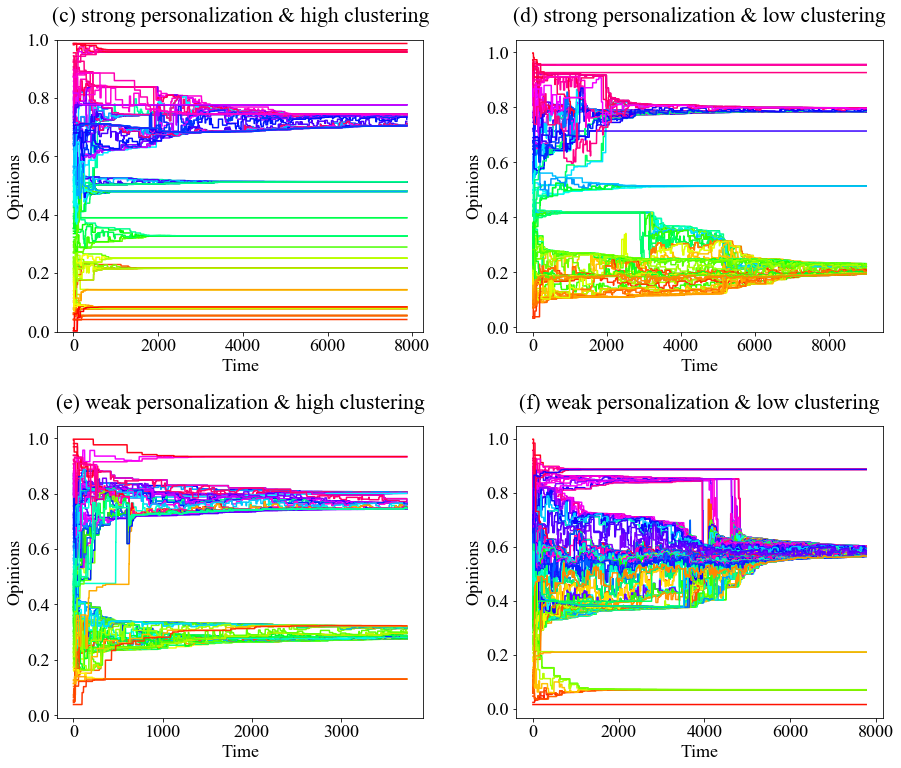 (c) strong personalization & high clustering
(d) strong personalization & low clustering
Opinions
1.0
0.8
0.6
0.4
0.2
0.0
0 2000 4000 6000 8000
Time
Opinions
1.0
0.8
0.6
0.4
0.2
0.0
0 2000 4000 6000 8000
Time
(e) weak personalization & high clustering
(f) weak personalization & low clustering
Opinions
1.0
0.8
0.6
0.4
0.2
0.0
0 1000 2000 3000
Time
Opinions
1.0
0.8
0.6
0.4
0.2
0.0
0 2000 4000 6000 8000
Time